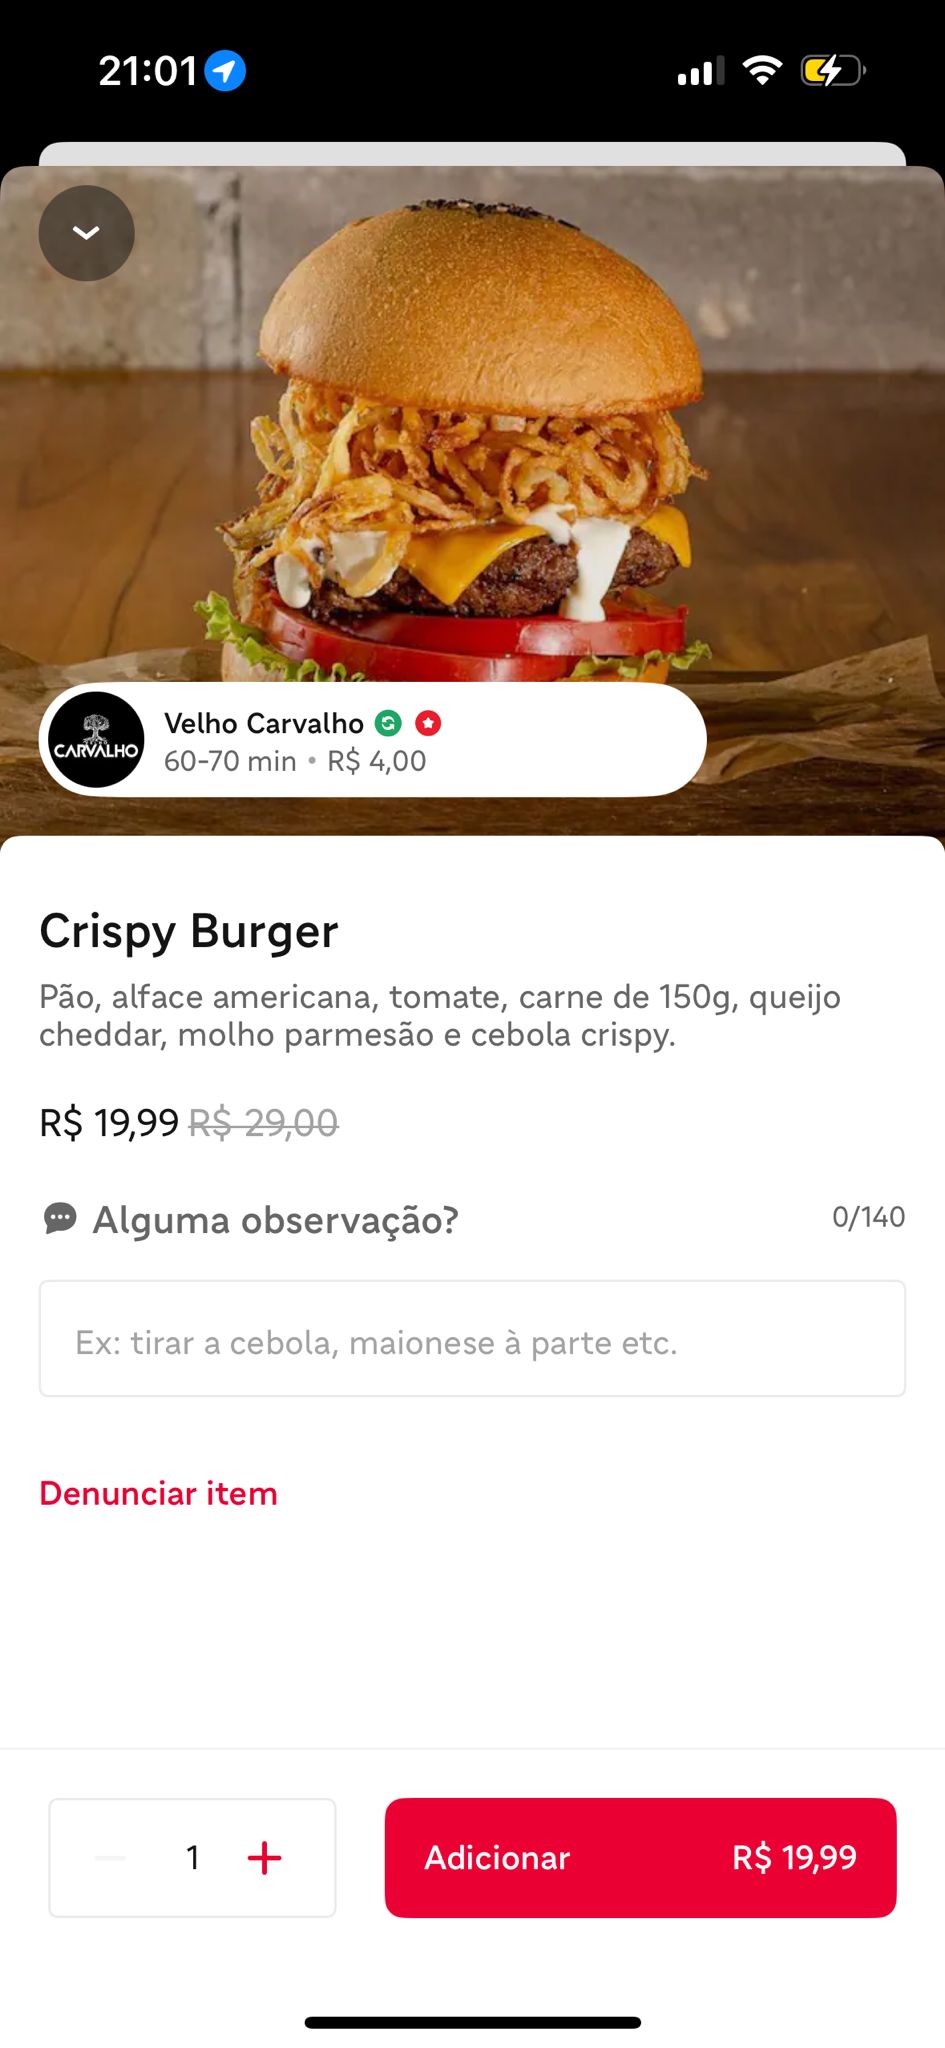 21:01
CARVALHO
Velho Carvalho
60-70 min • R$ 4,00
Crispy Burger
Pão, alface americana, tomate, carne de 150g, queijo
cheddar, molho parmesão e cebola crispy.
R$ 19,99 R$ 29,00
Alguma observação? 0/140
Ex: tirar a cebola, maionese à parte etc.
Denunciar item
1 Adicionar R$ 19,99